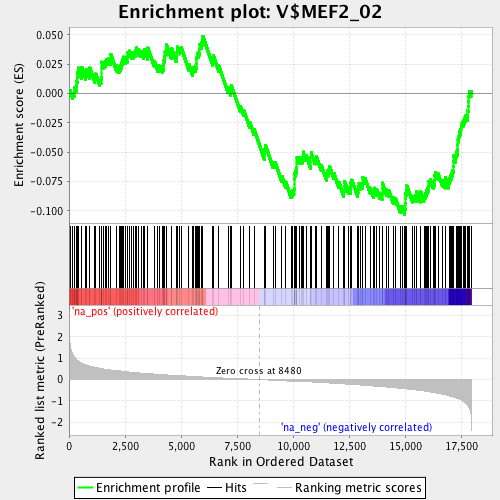 Enrichment plot: V$MEF2_02
Enrichment score (ES)
0.050
0.025
0.000
-0.025
-0.050
-0.075
-0.100
'na_pos' (positively correlated)
Ranked list metric (PreRanked)
3
2
1
0
-1
-2
Zero cross at 8480
'na_neg' (negatively correlated)
0
2,500
5,000
7,500
10,000
12,500
15,000
17,500
Rank in Ordered Dataset
Enrichment profile
Hits
Ranking metric scores